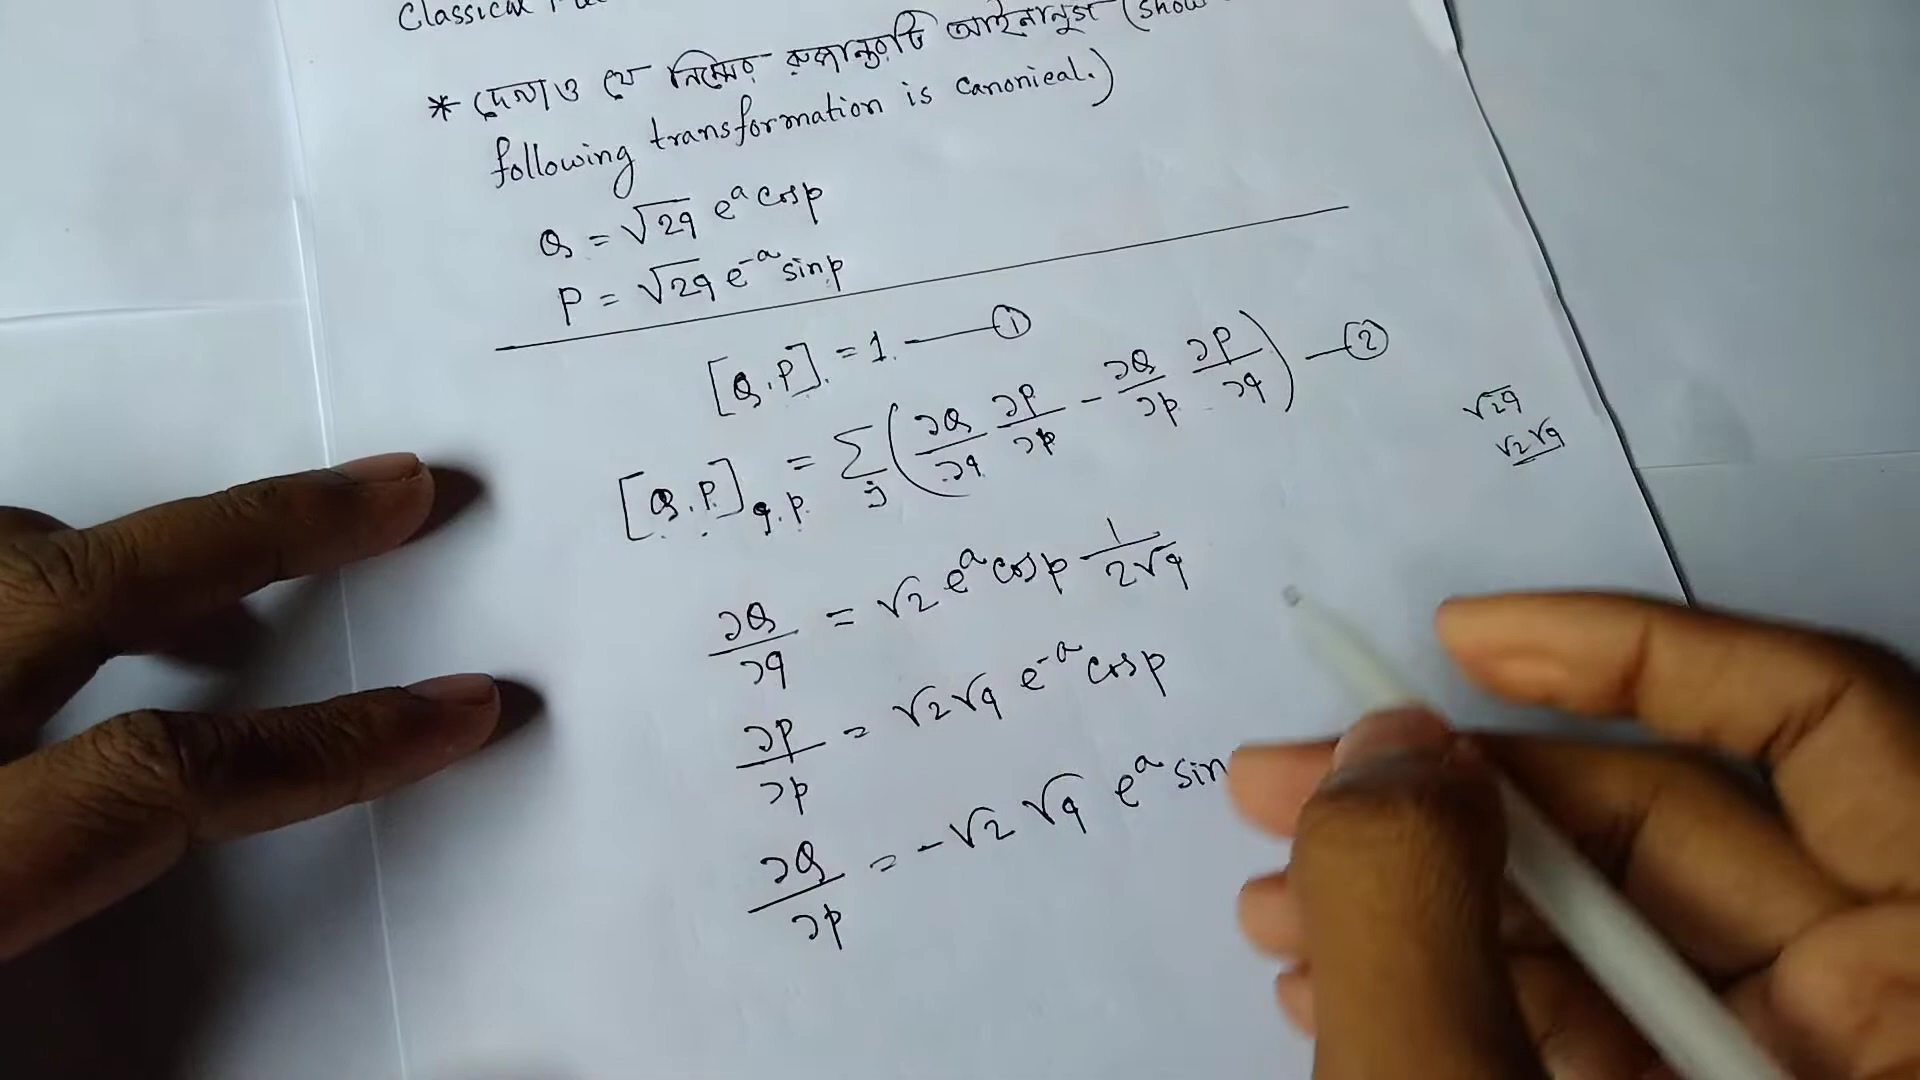 Classical
* দেখাও যে নিম্নের রূপান্তরটি আইনানুগ (show
following transformation is canonical.)
Q = √2q e^a cos p
P = √2q e^-a sin p
[Q.P] = 1. —— ①
[Q.P]_q.p = Σ_j (∂Q/∂q ∂P/∂p - ∂Q/∂p ∂P/∂q) — ②
√2q
√2√q
∂Q/∂q = √2 e^a cos p 1/2√q
∂P/∂p = √2√q e^-a cos p
∂Q/∂p = -√2 √q e^a sin